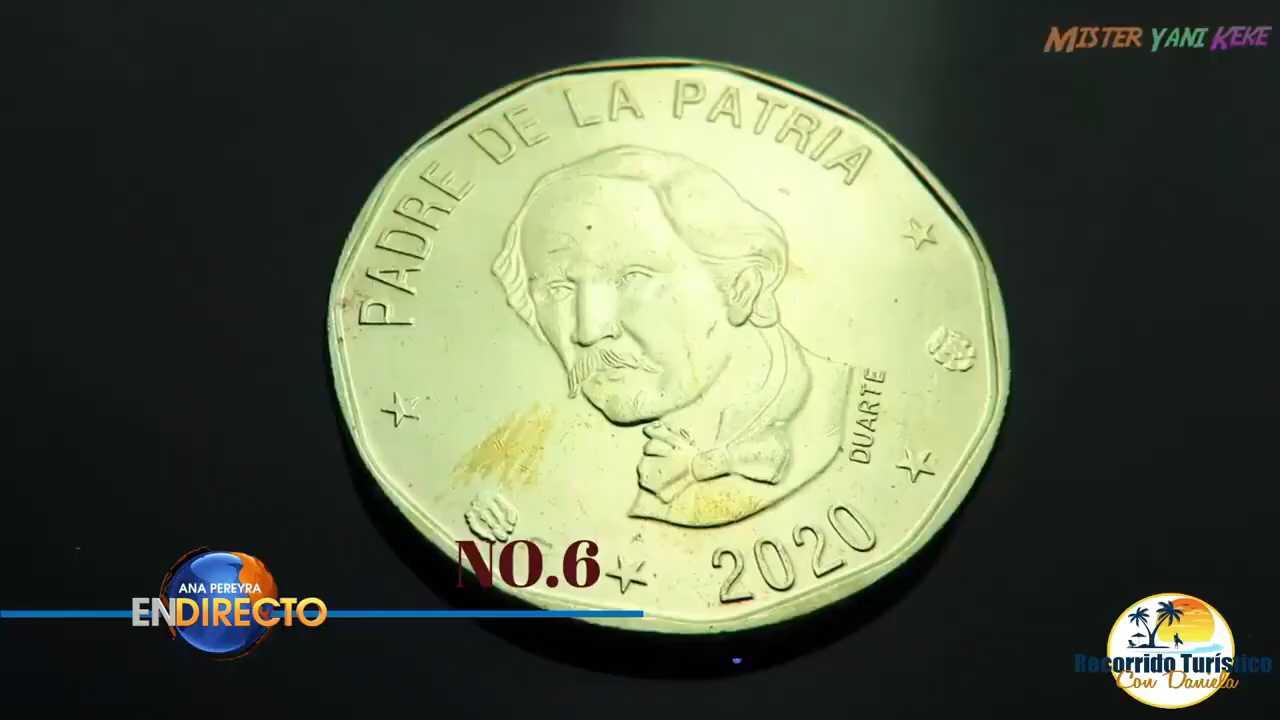 MISTER YANI KEKE
PADRE DE LA PATRIA
DUARTE
2020
NO.6
ANA PEREYRA
ENDIRECTO
Recorrido Turístico
Con Daniela